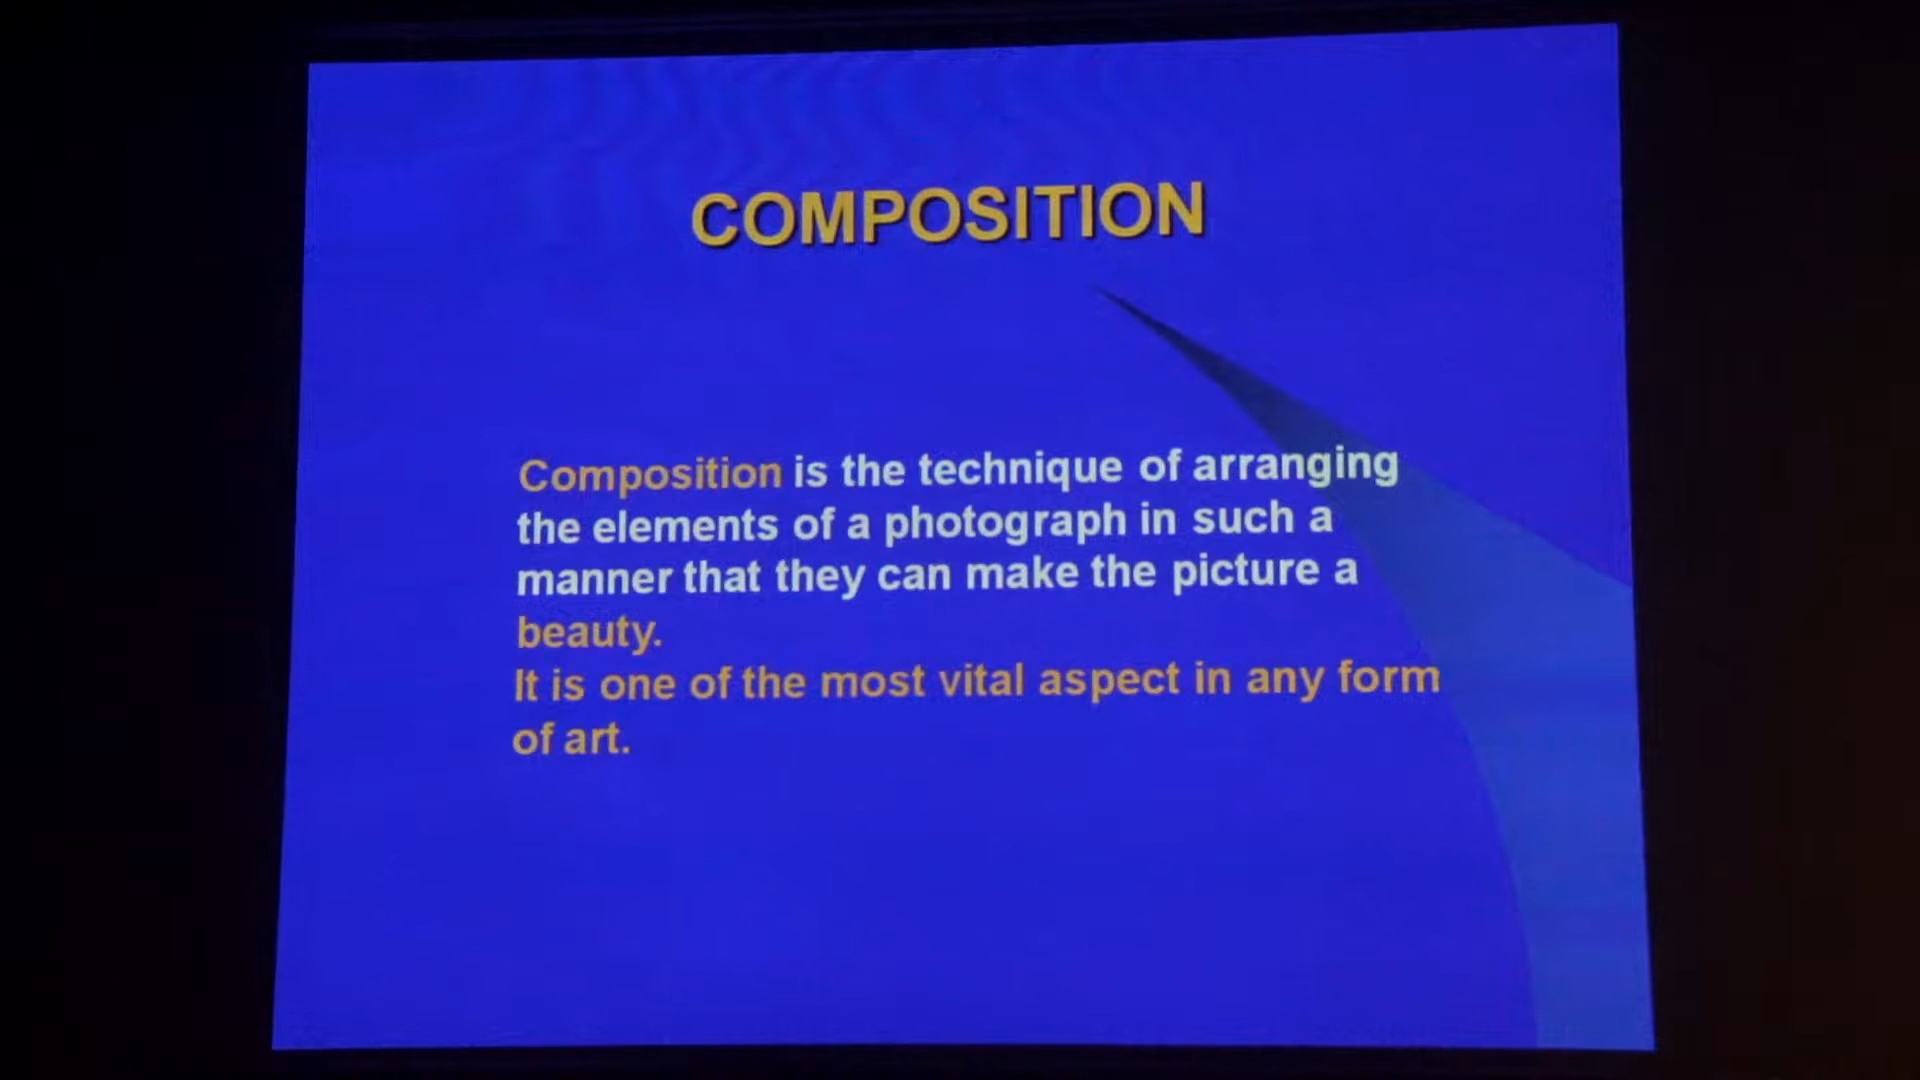 COMPOSITION
Composition is the technique of arranging
the elements of a photograph in such a
manner that they can make the picture a
beauty.
It is one of the most vital aspect in any form
of art.